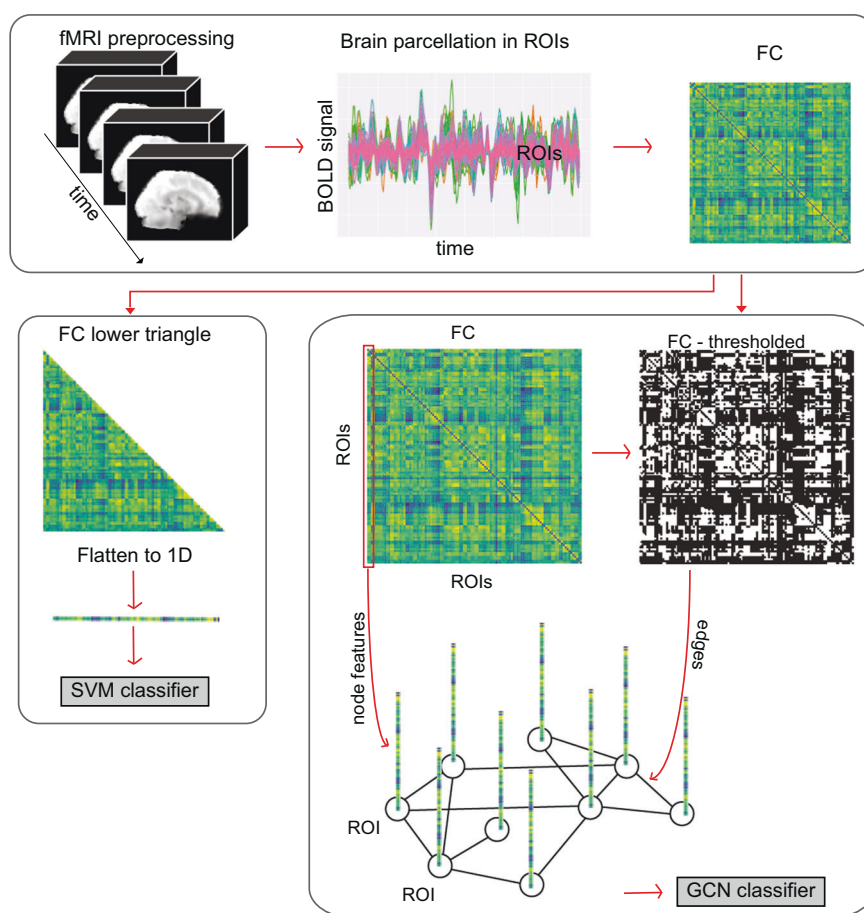 fMRI preprocessing
Brain parcellation in ROIs
FC
time
BOLD signal
ROIs
time
FC lower triangle
Flatten to 1D
SVM classifier
FC
FC - thresholded
ROIs
ROIs
node features
edges
ROI
ROI
GCN classifier